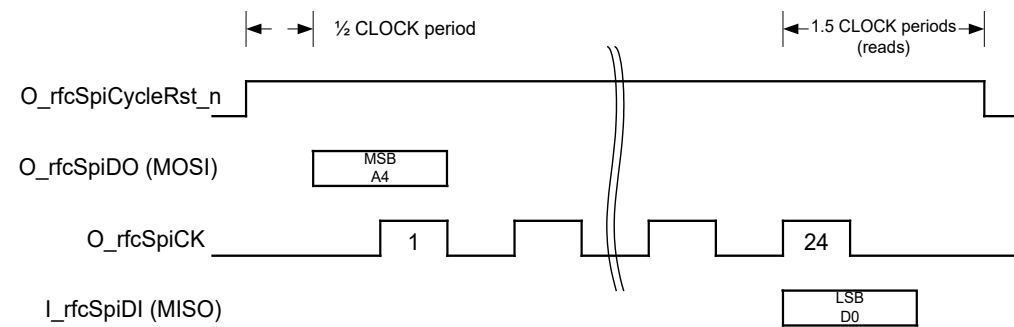 ½ CLOCK period
1.5 CLOCK periods
(reads)
O_rfcSpiCycleRst_n
O_rfcSpiDO (MOSI)
MSB
A4
O_rfcSpiCK
1
24
I_rfcSpiDI (MISO)
LSB
D0